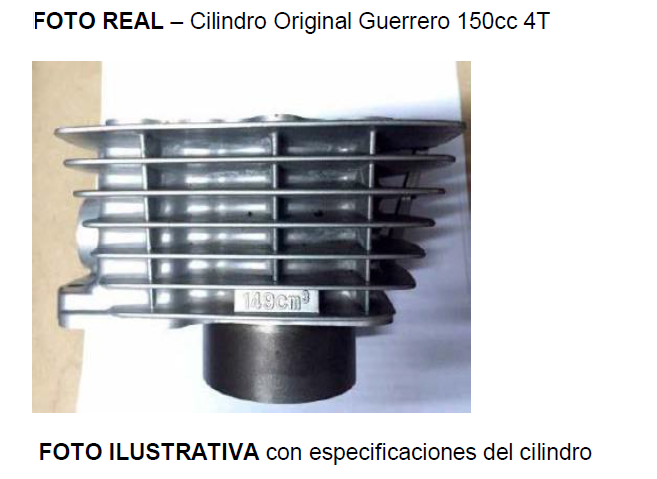 FOTO REAL – Cilindro Original Guerrero 150cc 4T
149cm³
FOTO ILUSTRATIVA con especificaciones del cilindro